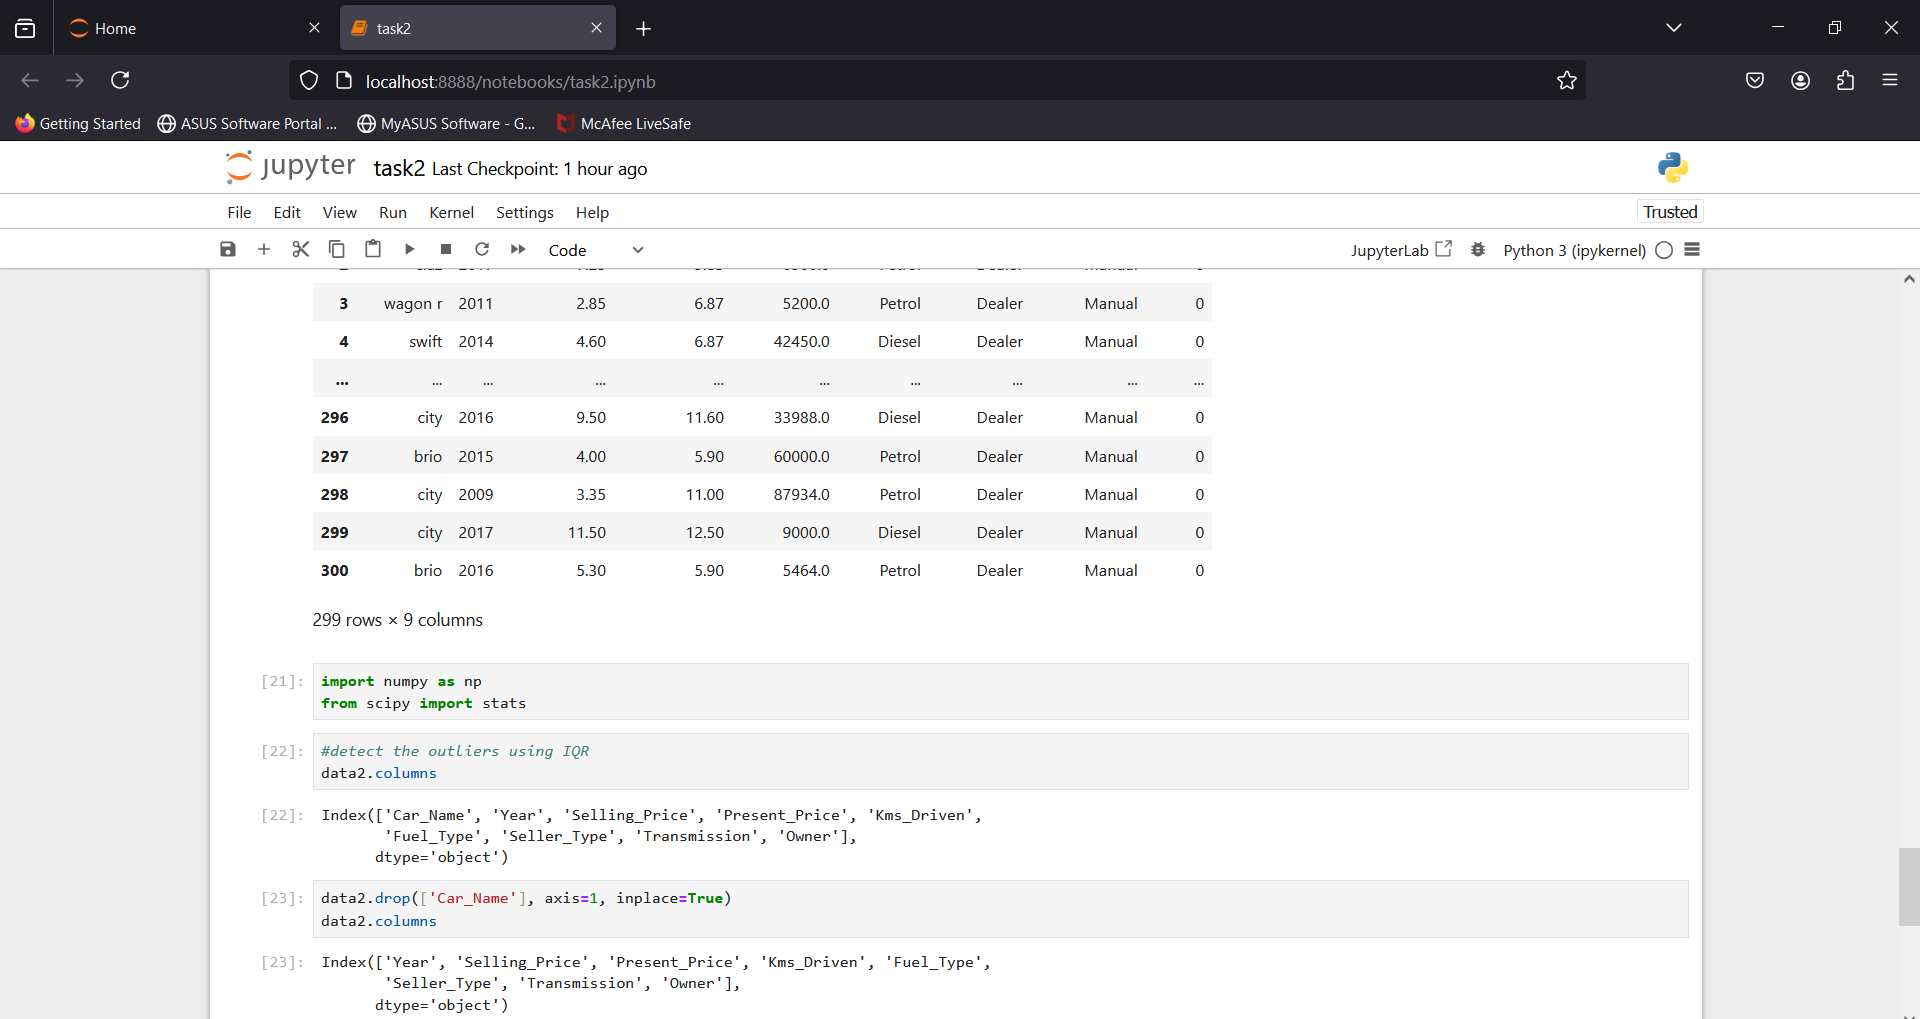 Home
task2
localhost:8888/notebooks/task2.ipynb
Getting Started
ASUS Software Portal ...
MyASUS Software - G...
McAfee LiveSafe
jupyter task2 Last Checkpoint: 1 hour ago
File Edit View Run Kernel Settings Help
Trusted
Code
JupyterLab
Python 3 (ipykernel)
3 wagon r 2011 2.85 6.87 5200.0 Petrol Dealer Manual 0
4 swift 2014 4.60 6.87 42450.0 Diesel Dealer Manual 0
... ... ... ... ... ... ... ... ... ...
296 city 2016 9.50 11.60 33988.0 Diesel Dealer Manual 0
297 brio 2015 4.00 5.90 60000.0 Petrol Dealer Manual 0
298 city 2009 3.35 11.00 87934.0 Petrol Dealer Manual 0
299 city 2017 11.50 12.50 9000.0 Diesel Dealer Manual 0
300 brio 2016 5.30 5.90 5464.0 Petrol Dealer Manual 0
299 rows × 9 columns
[21]: import numpy as np
from scipy import stats
[22]: #detect the outliers using IQR
data2.columns
[22]: Index(['Car_Name', 'Year', 'Selling_Price', 'Present_Price', 'Kms_Driven',
'Fuel_Type', 'Seller_Type', 'Transmission', 'Owner'],
dtype='object')
[23]: data2.drop(['Car_Name'], axis=1, inplace=True)
data2.columns
[23]: Index(['Year', 'Selling_Price', 'Present_Price', 'Kms_Driven', 'Fuel_Type',
'Seller_Type', 'Transmission', 'Owner'],
dtype='object')